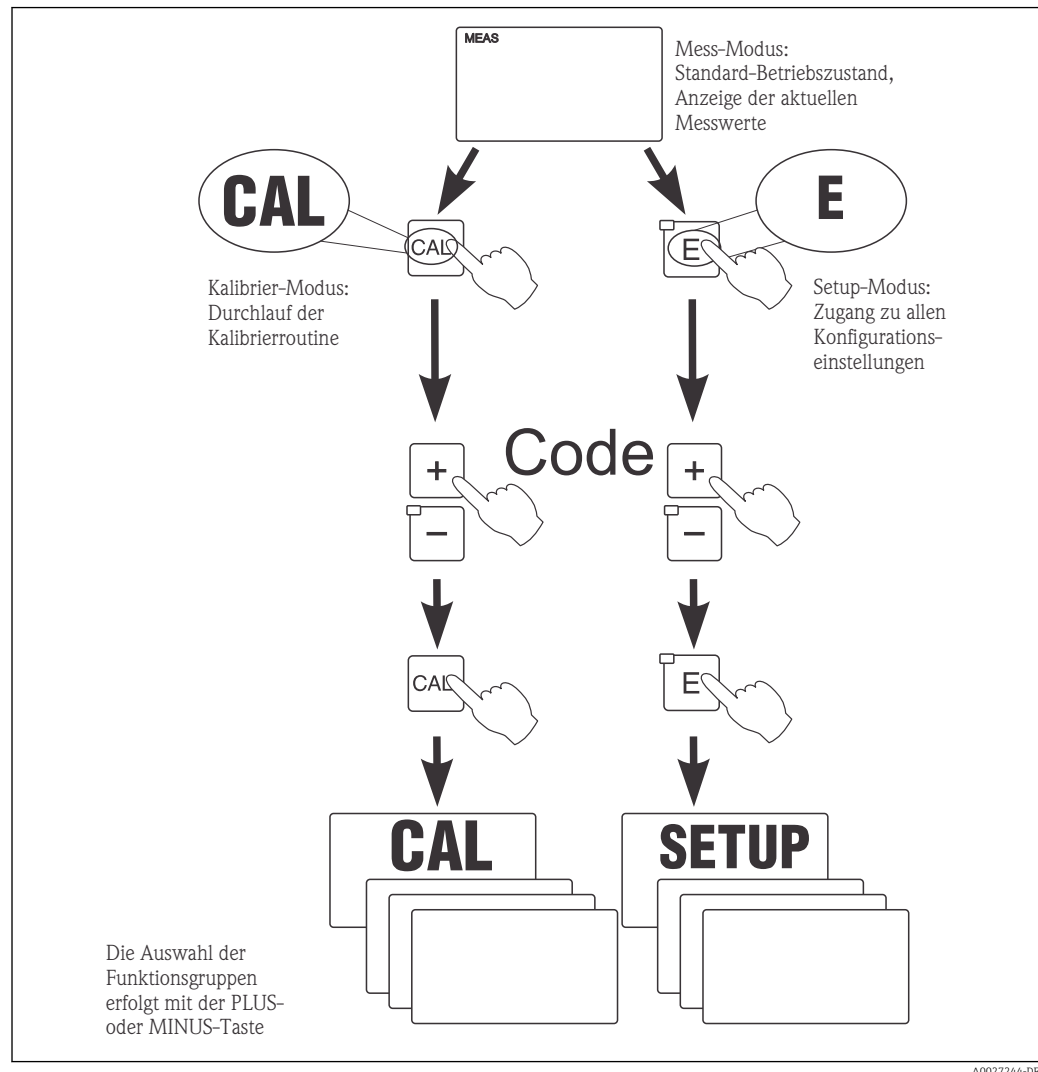 MEAS
Mess-Modus:
Standard-Betriebszustand,
Anzeige der aktuellen
Messwerte
CAL
E
CAL
E
Kalibrier-Modus:
Durchlauf der
Kalibrierroutine
Setup-Modus:
Zugang zu allen
Konfigurations-
einstellungen
+
Code
+
−
−
CAL
E
CAL
SETUP
Die Auswahl der
Funktionsgruppen
erfolgt mit der PLUS-
oder MINUS-Taste
A0027244-DE